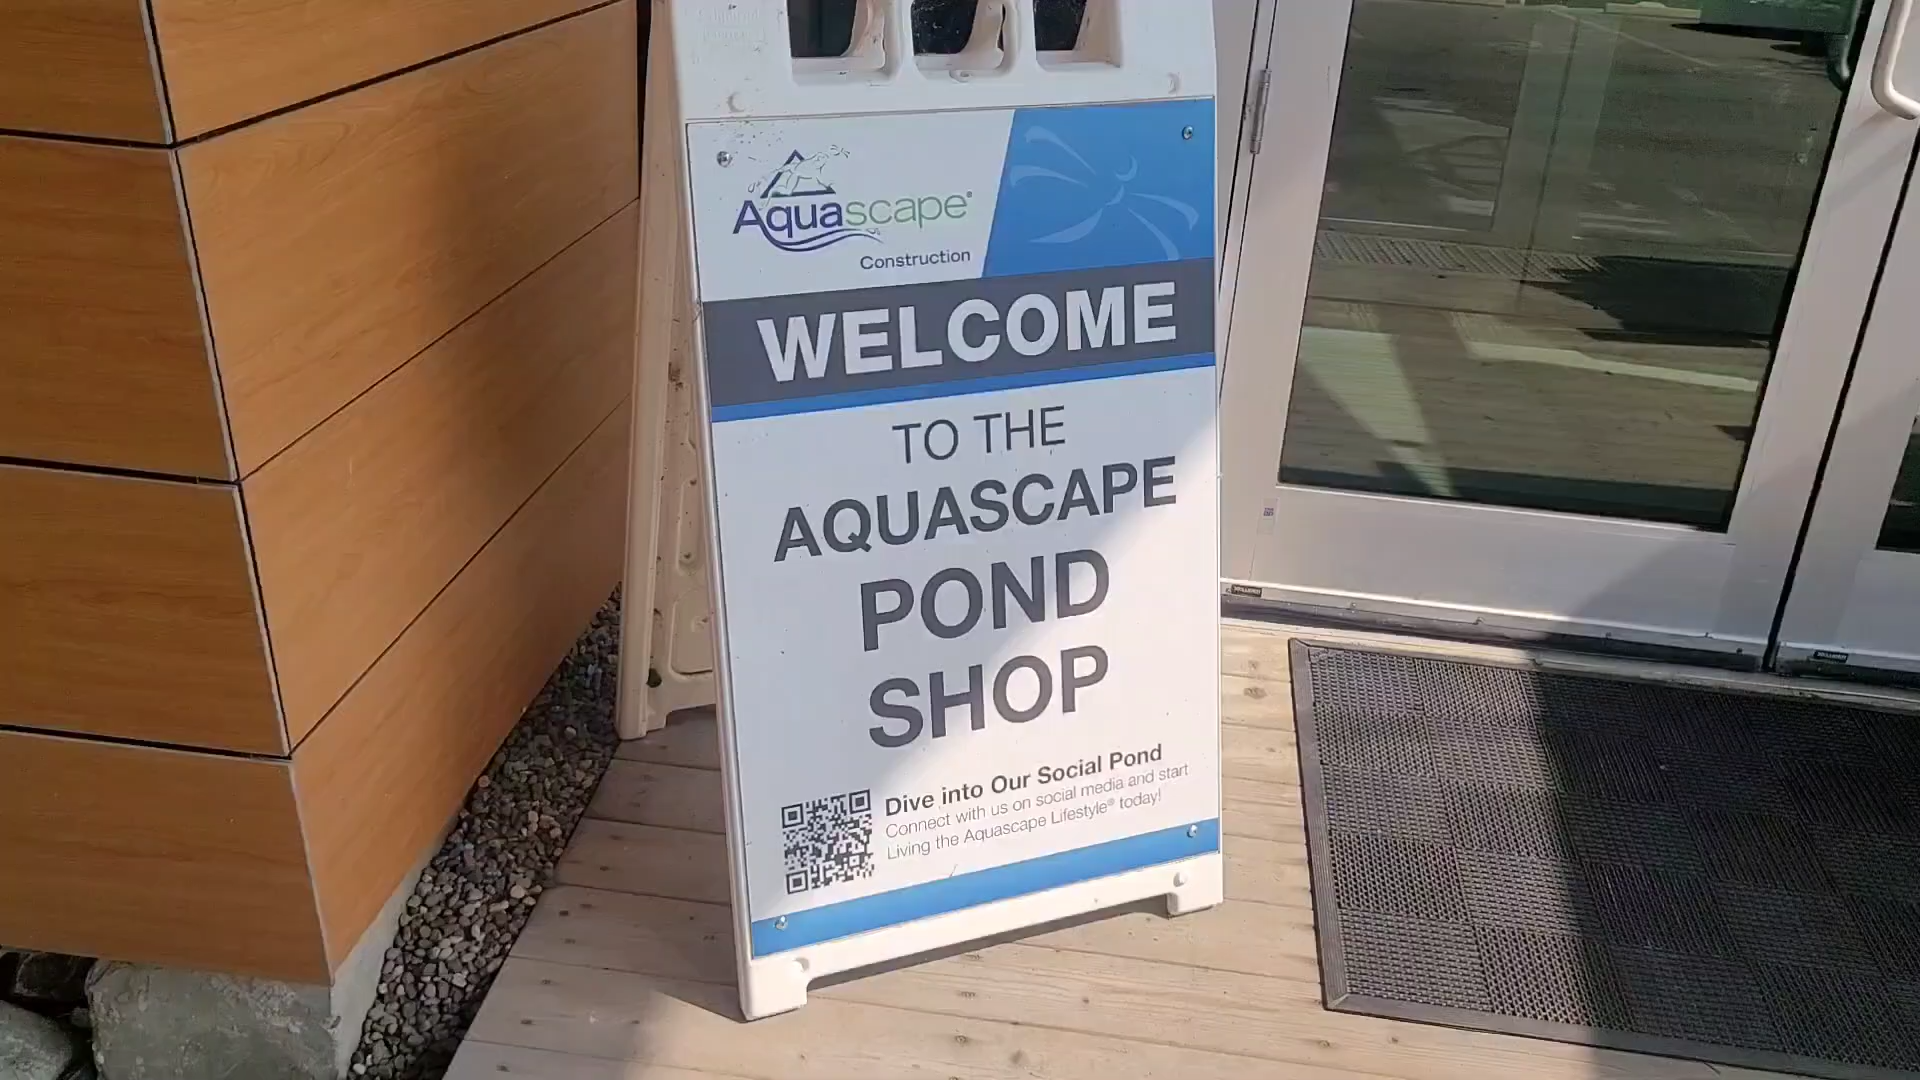 Aquascape®
Construction
WELCOME
TO THE
AQUASCAPE
POND
SHOP
Dive into Our Social Pond
Connect with us on social media and start
Living the Aquascape Lifestyle® today!